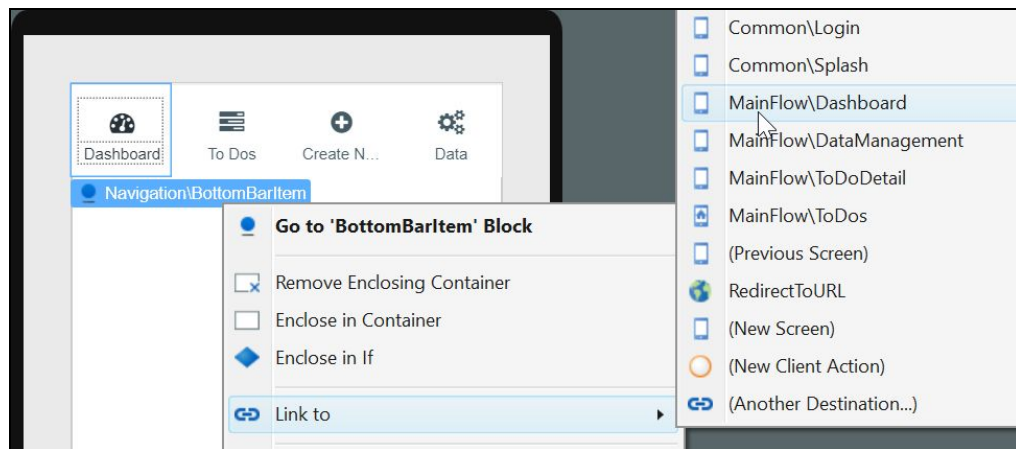 Dashboard
To Dos
Create N...
Data
Navigation\BottomBarItem
Go to 'BottomBarItem' Block
Remove Enclosing Container
Enclose in Container
Enclose in If
Link to
Common\Login
Common\Splash
MainFlow\Dashboard
MainFlow\DataManagement
MainFlow\ToDoDetail
MainFlow\ToDos
(Previous Screen)
RedirectToURL
(New Screen)
(New Client Action)
(Another Destination...)